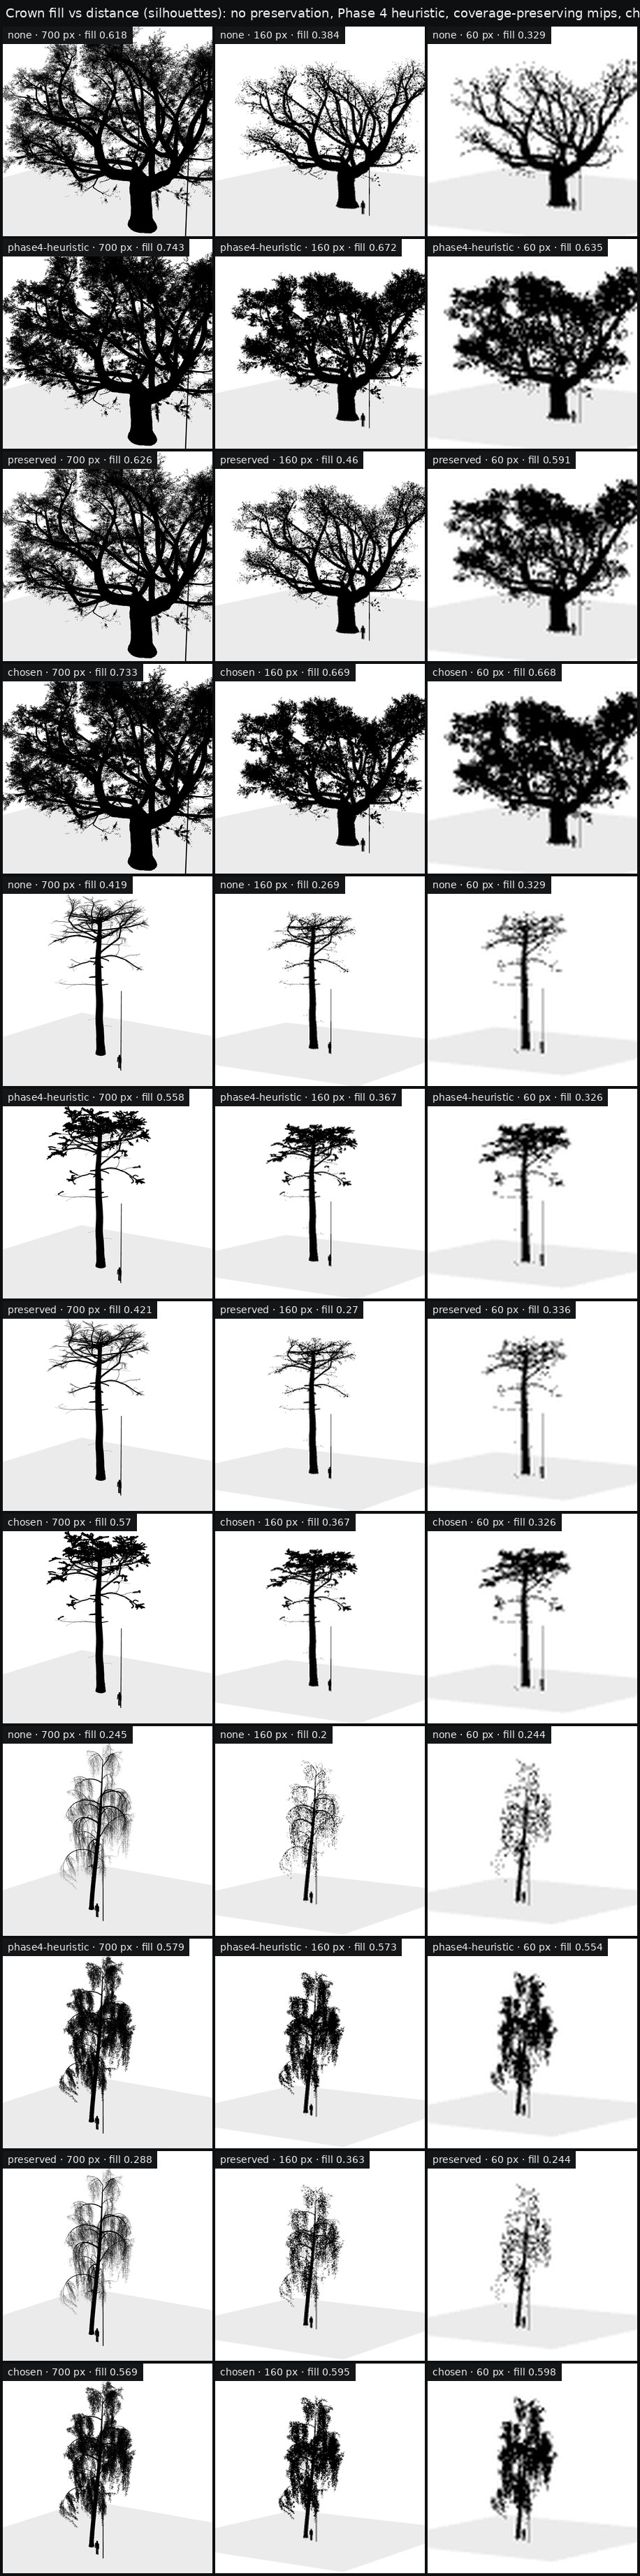 Crown fill vs distance (silhouettes): no preservation, Phase 4 heuristic, coverage-preserving mips, ch
none · 700 px · fill 0.618
none · 160 px · fill 0.384
none · 60 px · fill 0.329
phase4-heuristic · 700 px · fill 0.743
phase4-heuristic · 160 px · fill 0.672
phase4-heuristic · 60 px · fill 0.635
preserved · 700 px · fill 0.626
preserved · 160 px · fill 0.46
preserved · 60 px · fill 0.591
chosen · 700 px · fill 0.733
chosen · 160 px · fill 0.669
chosen · 60 px · fill 0.668
none · 700 px · fill 0.419
none · 160 px · fill 0.269
none · 60 px · fill 0.329
phase4-heuristic · 700 px · fill 0.558
phase4-heuristic · 160 px · fill 0.367
phase4-heuristic · 60 px · fill 0.326
preserved · 700 px · fill 0.421
preserved · 160 px · fill 0.27
preserved · 60 px · fill 0.336
chosen · 700 px · fill 0.57
chosen · 160 px · fill 0.367
chosen · 60 px · fill 0.326
none · 700 px · fill 0.245
none · 160 px · fill 0.2
none · 60 px · fill 0.244
phase4-heuristic · 700 px · fill 0.579
phase4-heuristic · 160 px · fill 0.573
phase4-heuristic · 60 px · fill 0.554
preserved · 700 px · fill 0.288
preserved · 160 px · fill 0.363
preserved · 60 px · fill 0.244
chosen · 700 px · fill 0.569
chosen · 160 px · fill 0.595
chosen · 60 px · fill 0.598